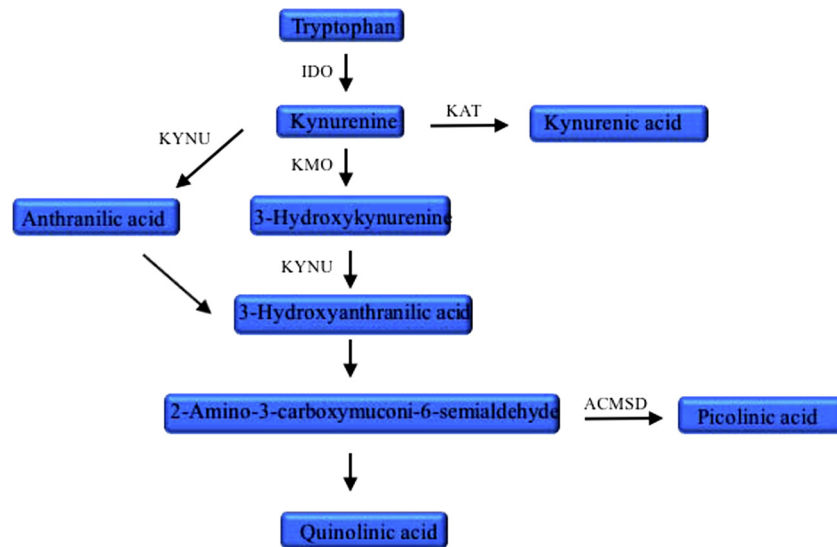 Tryptophan
IDO
Kynurenine
KAT
Kynurenic acid
KYNU
KMO
Anthranilic acid
3-Hydroxykynurenine
KYNU
3-Hydroxyanthranilic acid
2-Amino-3-carboxymuconi-6-semialdehyde
ACMSD
Picolinic acid
Quinolinic acid